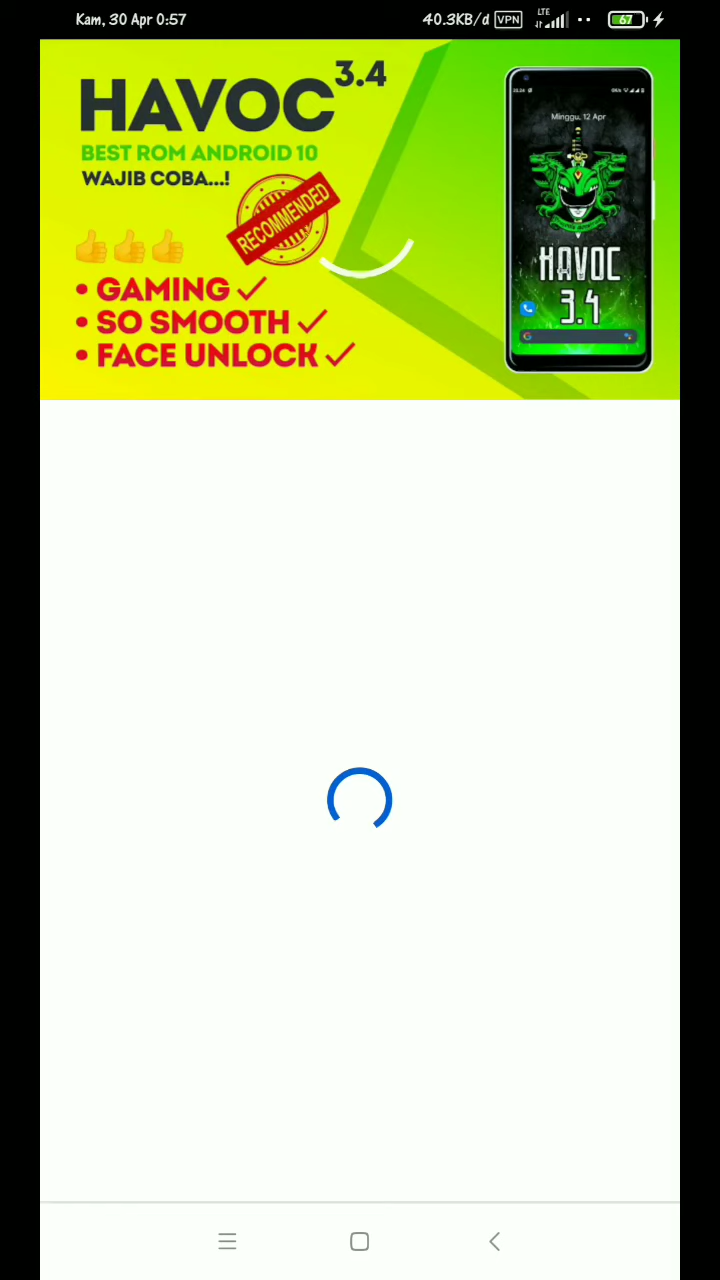 Kam, 30 Apr 0:57
40.3KB/d VPN LTE 67
HAVOC 3.4
BEST ROM ANDROID 10
WAJIB COBA...!
RECOMMENDED
• GAMING ✓
• SO SMOOTH ✓
• FACE UNLOCK ✓
Minggu, 12 Apr
HAVOC
3.4